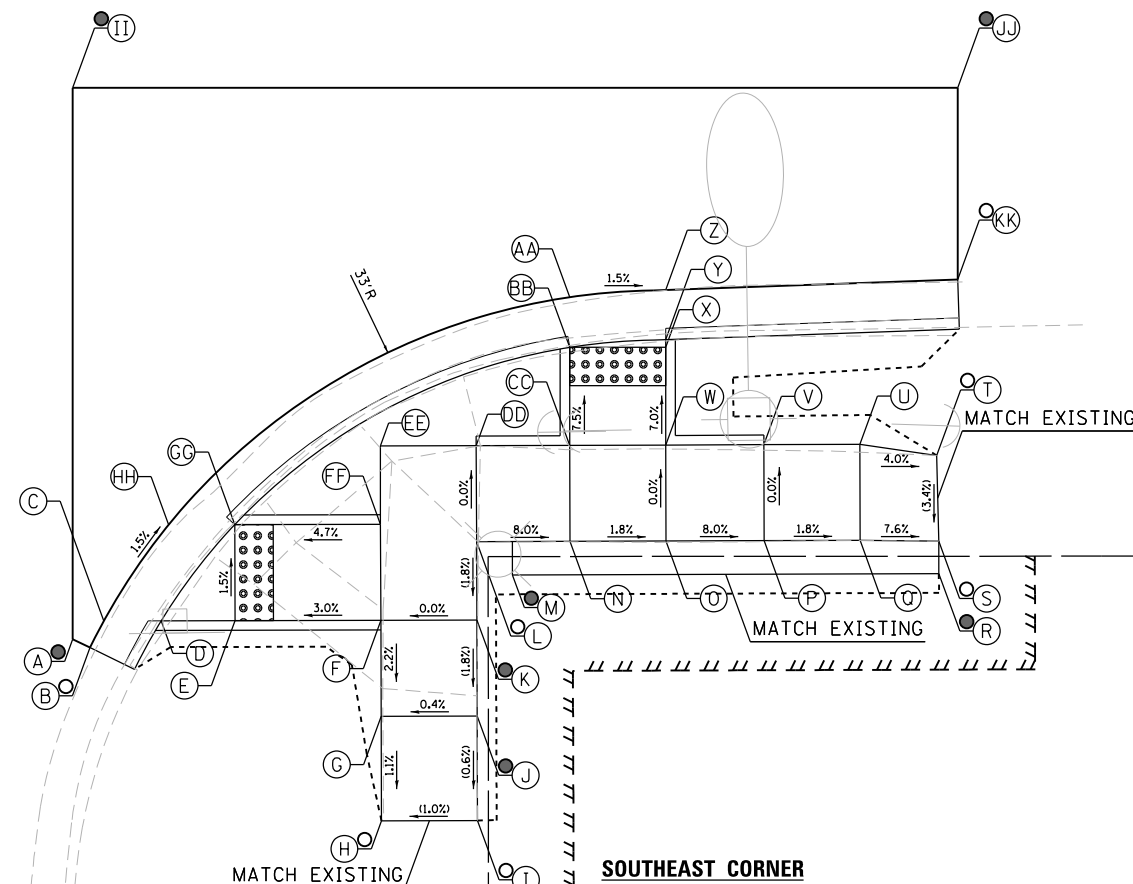 II
JJ
KK
Z
AA
Y
33'R
1.5%
BB
X
CC
7.5%
7.0%
W
V
U
T
DD
MATCH EXISTING
EE
GG
4.0%
FF
HH
0.0%
0.0%
0.0%
(3.4%)
C
1.5%
4.7%
8.0%
1.8%
8.0%
1.8%
7.6%
1.5%
(1.8%)
3.0%
0.0%
M
N
O
P
Q
S
L
MATCH EXISTING
R
A
D
F
2.2%
(1.8%)
K
B
E
0.4%
G
1.1%
(0.6%)
J
(1.0%)
H
MATCH EXISTING
I
SOUTHEAST CORNER